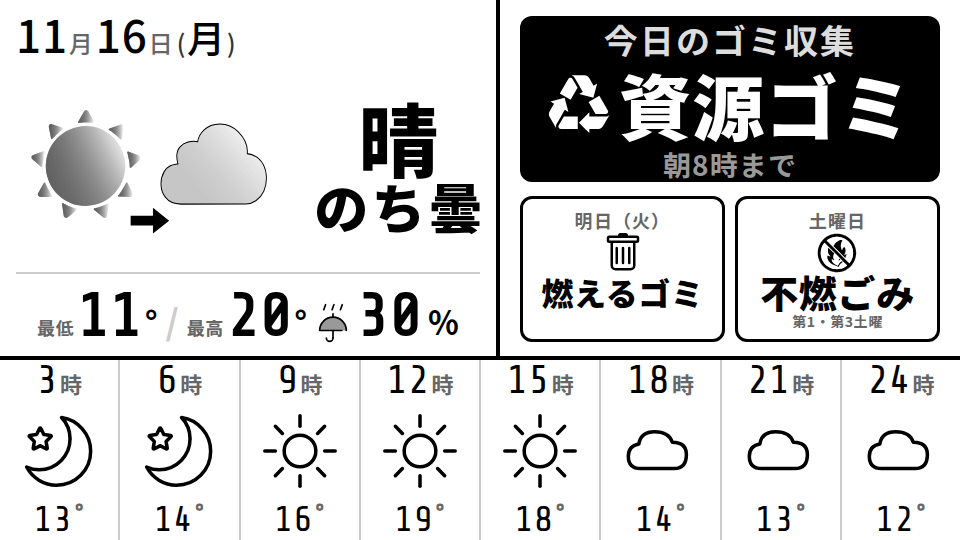 11月16日(月)
晴
のち曇
最低 11° / 最高 20° 30%
今日のゴミ収集
♻資源ゴミ
朝8時まで
明日（火）
燃えるゴミ
土曜日
不燃ごみ
第1・第3土曜
3時 6時 9時 12時 15時 18時 21時 24時
13° 14° 16° 19° 18° 14° 13° 12°